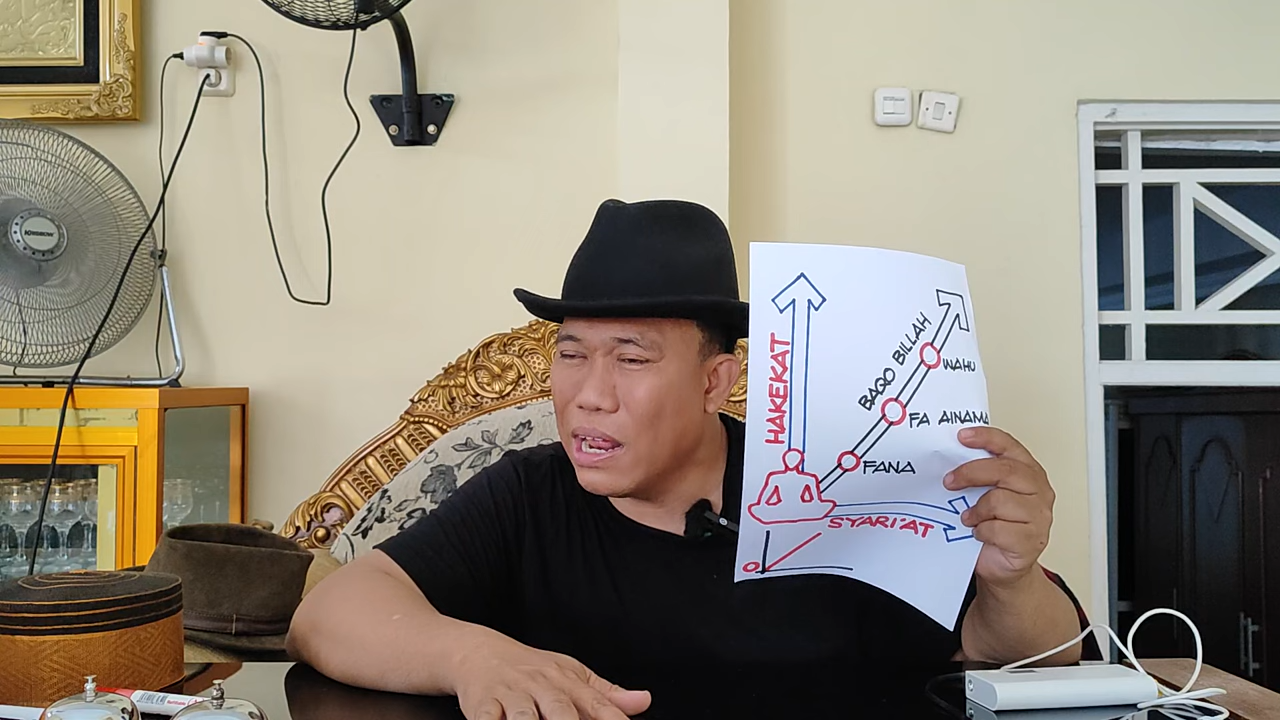 HAKEKAT
BAQO BILLAH
WAHU
FA AINAMA
FANA
SYARI'AT